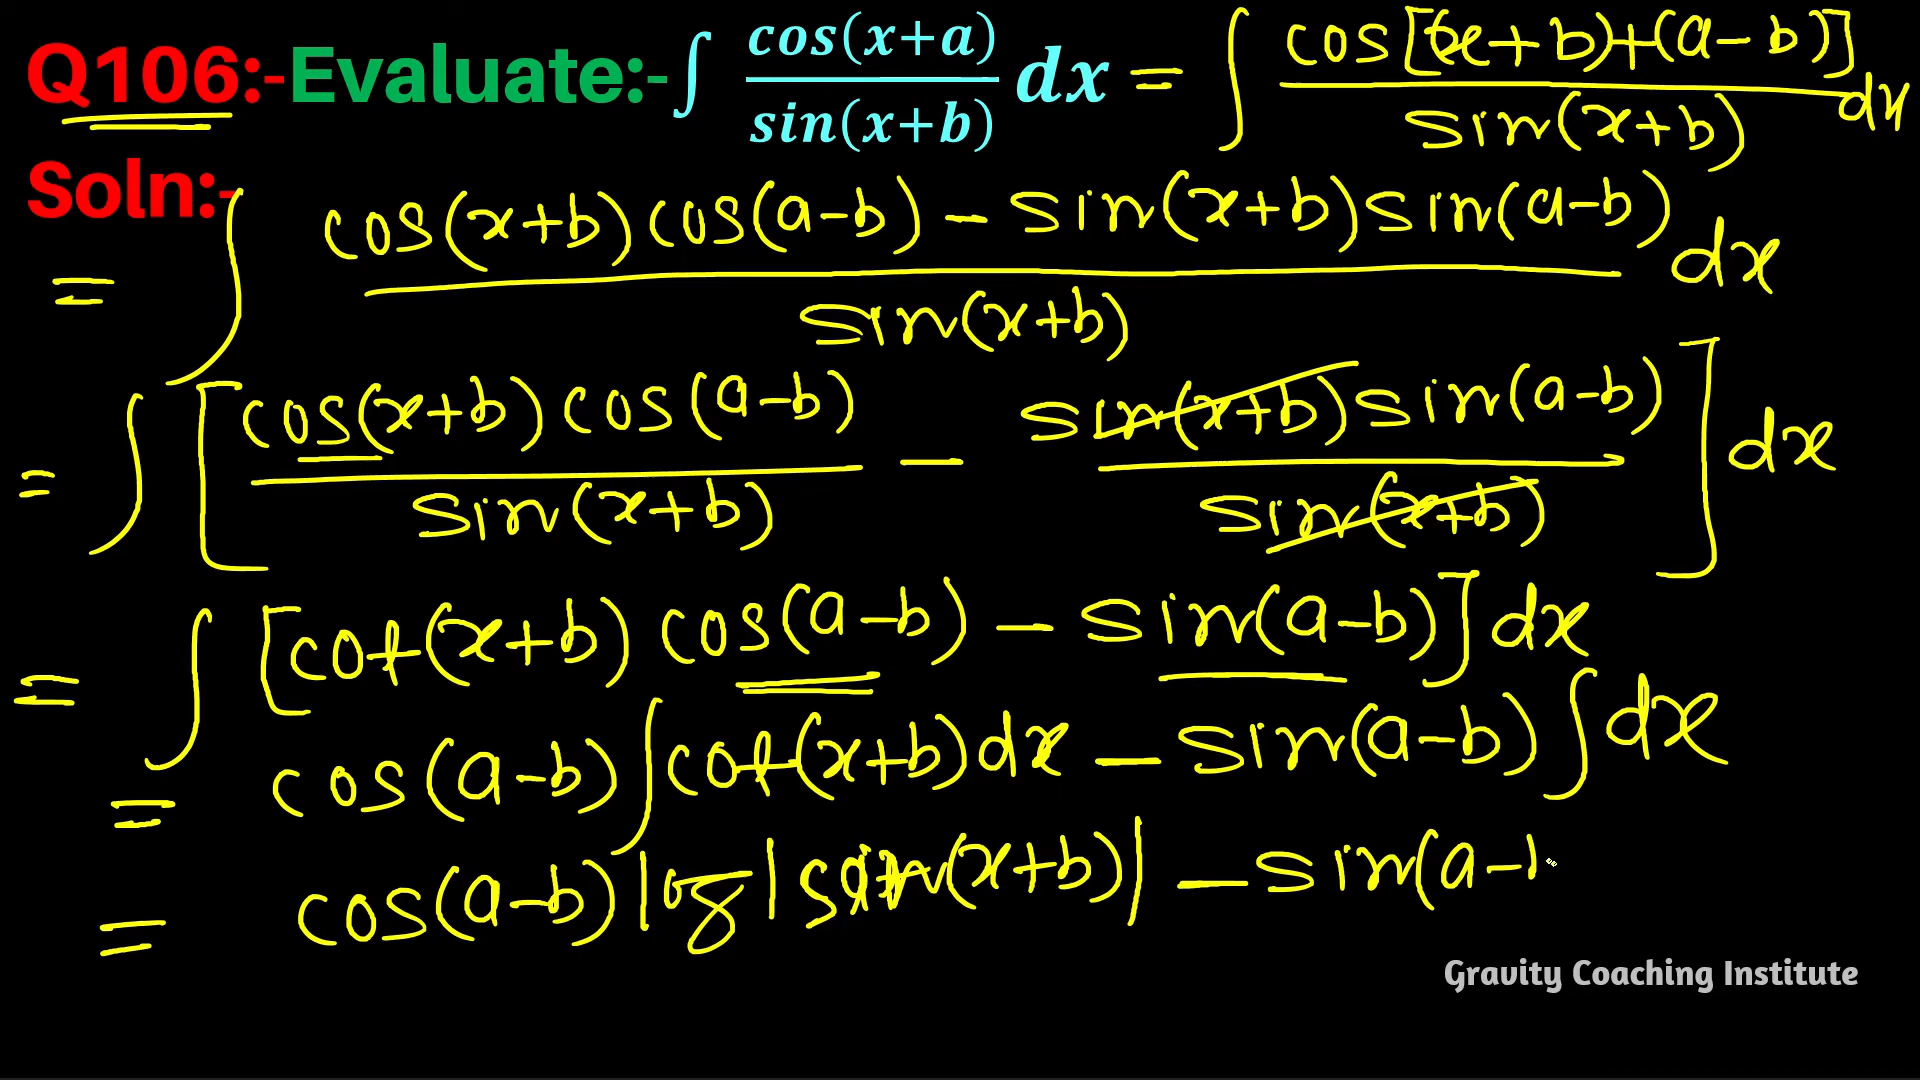 Q106:-Evaluate:-∫ cos(x+a)/sin(x+b) dx = ∫ cos[(x+b)+(a-b)]/sin(x+b) dx
Soln:-
= ∫ cos(x+b)cos(a-b) - sin(x+b)sin(a-b)/sin(x+b) dx
= ∫ [cos(x+b)cos(a-b)/sin(x+b) - sin(x+b)sin(a-b)/sin(x+b)] dx
= ∫ [cot(x+b)cos(a-b) - sin(a-b)] dx
= cos(a-b)∫cot(x+b)dx - sin(a-b)∫dx
= cos(a-b)log|sin(x+b)| - sin(a-
Gravity Coaching Institute